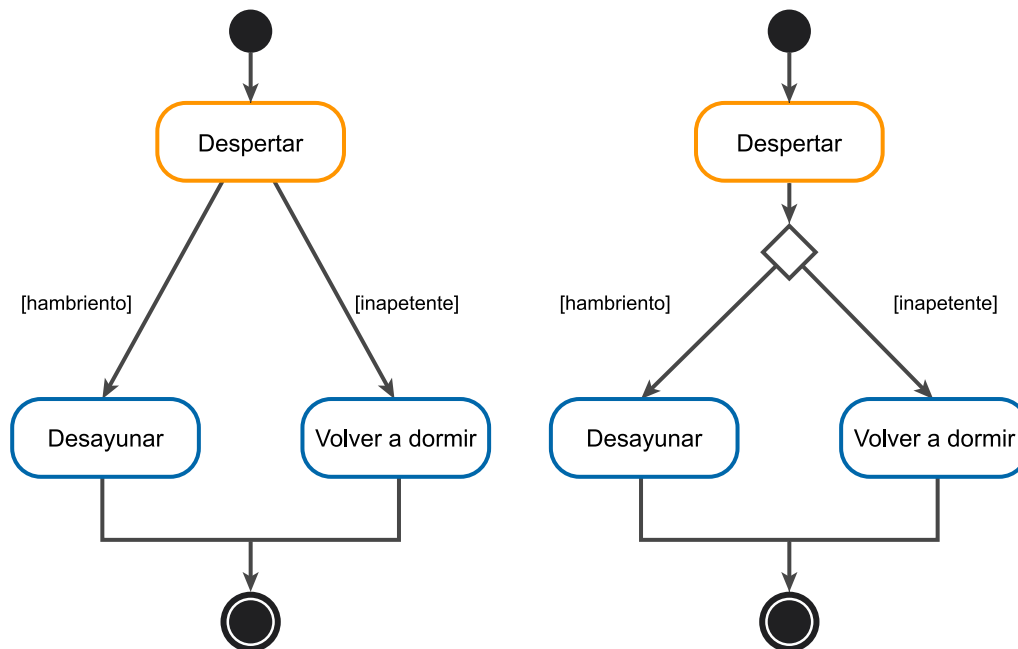 Despertar
[hambriento]
[inapetente]
Desayunar
Volver a dormir
Despertar
[hambriento]
[inapetente]
Desayunar
Volver a dormir